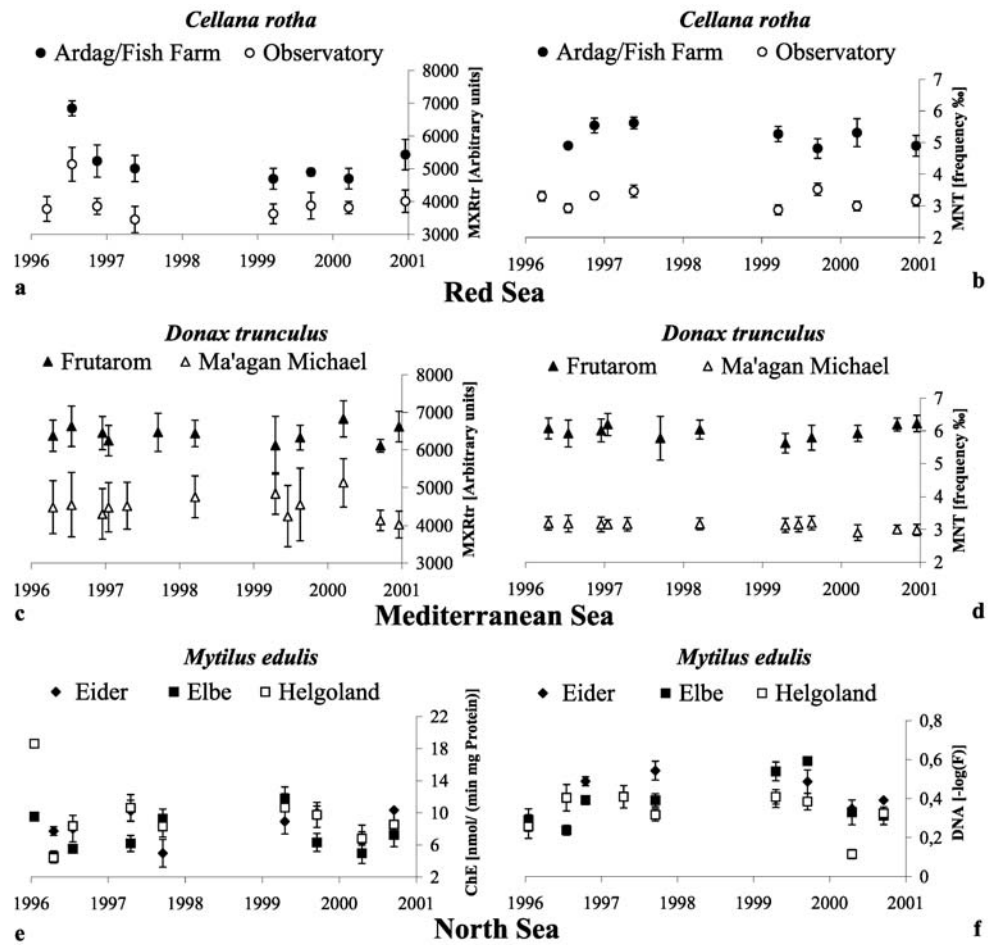 Cellana rotha
● Ardag/Fish Farm ○ Observatory
8000
7000
6000
5000
4000
3000
MXRtr [Arbitrary units]
1996 1997 1998 1999 2000 2001
a
Cellana rotha
● Ardag/Fish Farm ○ Observatory
7
6
5
4
3
2
MNT [frequency ‰]
1996 1997 1998 1999 2000 2001
b
Red Sea
Donax trunculus
▲ Frutarom △ Ma'agan Michael
8000
7000
6000
5000
4000
3000
MXRtr [Arbitrary units]
1996 1997 1998 1999 2000 2001
c
Donax trunculus
▲ Frutarom △ Ma'agan Michael
7
6
5
4
3
2
MNT [frequency ‰]
1996 1997 1998 1999 2000 2001
d
Mediterranean Sea
Mytilus edulis
◆ Eider ■ Elbe □ Helgoland
22
18
14
10
6
2
ChE [nmol/ (min mg Protein)]
1996 1997 1998 1999 2000 2001
e
Mytilus edulis
◆ Eider ■ Elbe □ Helgoland
0,8
0,6
0,4
0,2
0
DNA [-log(F)]
1996 1997 1998 1999 2000 2001
f
North Sea